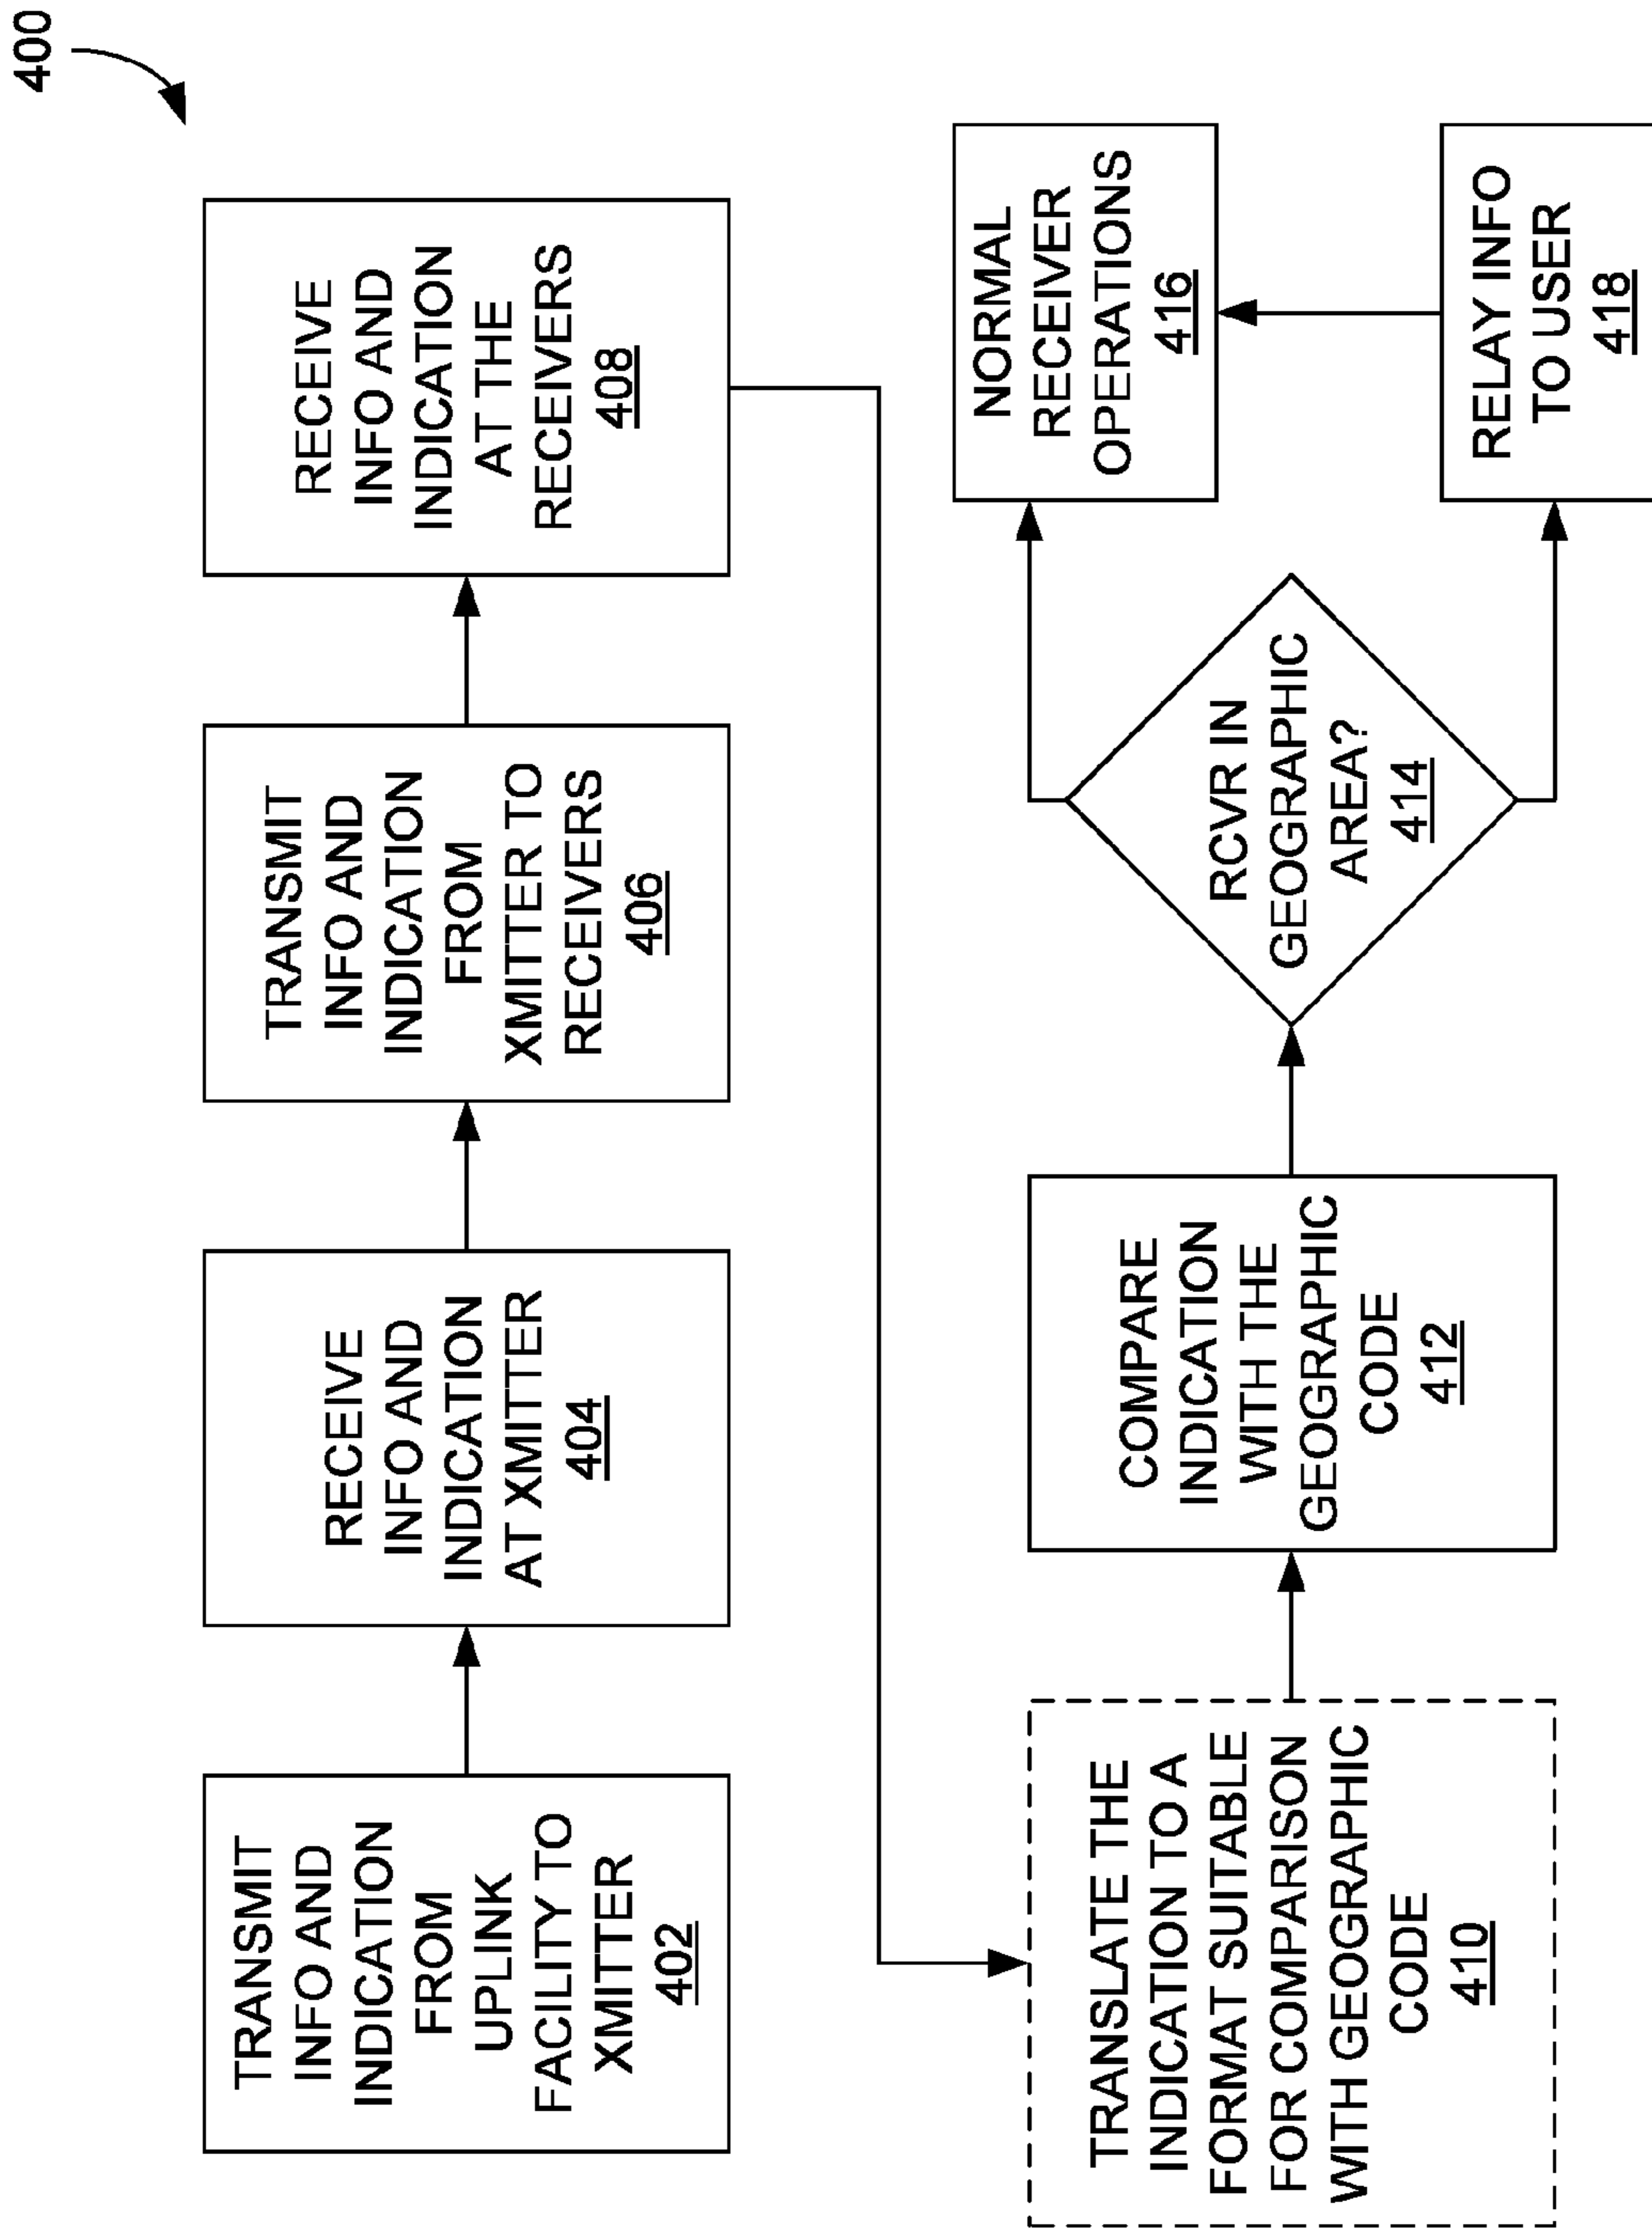 400
TRANSMIT
INFO AND
INDICATION
FROM
UPLINK
FACILITY TO
XMITTER
402
RECEIVE
INFO AND
INDICATION
AT XMITTER
404
TRANSMIT
INFO AND
INDICATION
FROM
XMITTER TO
RECEIVERS
406
RECEIVE
INFO AND
INDICATION
AT THE
RECEIVERS
408
TRANSLATE THE
INDICATION TO A
FORMAT SUITABLE
FOR COMPARISON
WITH GEOGRAPHIC
CODE
410
COMPARE
INDICATION
WITH THE
GEOGRAPHIC
CODE
412
RCVR IN
GEOGRAPHIC
AREA?
414
NORMAL
RECEIVER
OPERATIONS
416
RELAY INFO
TO USER
418